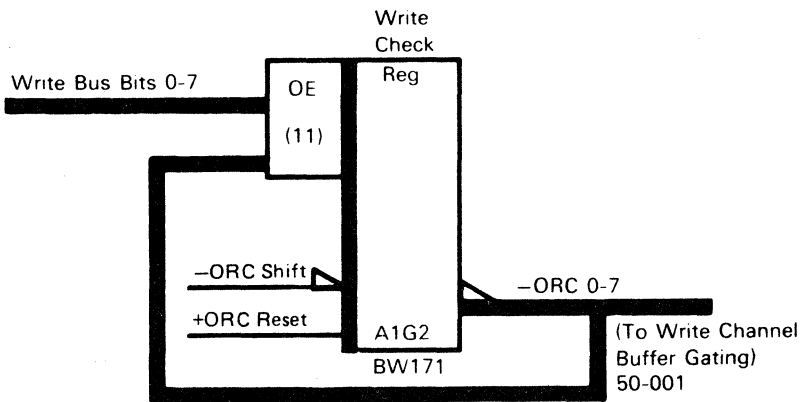 Write
Check
Reg
Write Bus Bits 0-7
OE
(11)
—ORC Shift
—ORC 0-7
+ORC Reset
A1G2
(To Write Channel
Buffer Gating)
BW171
50-001